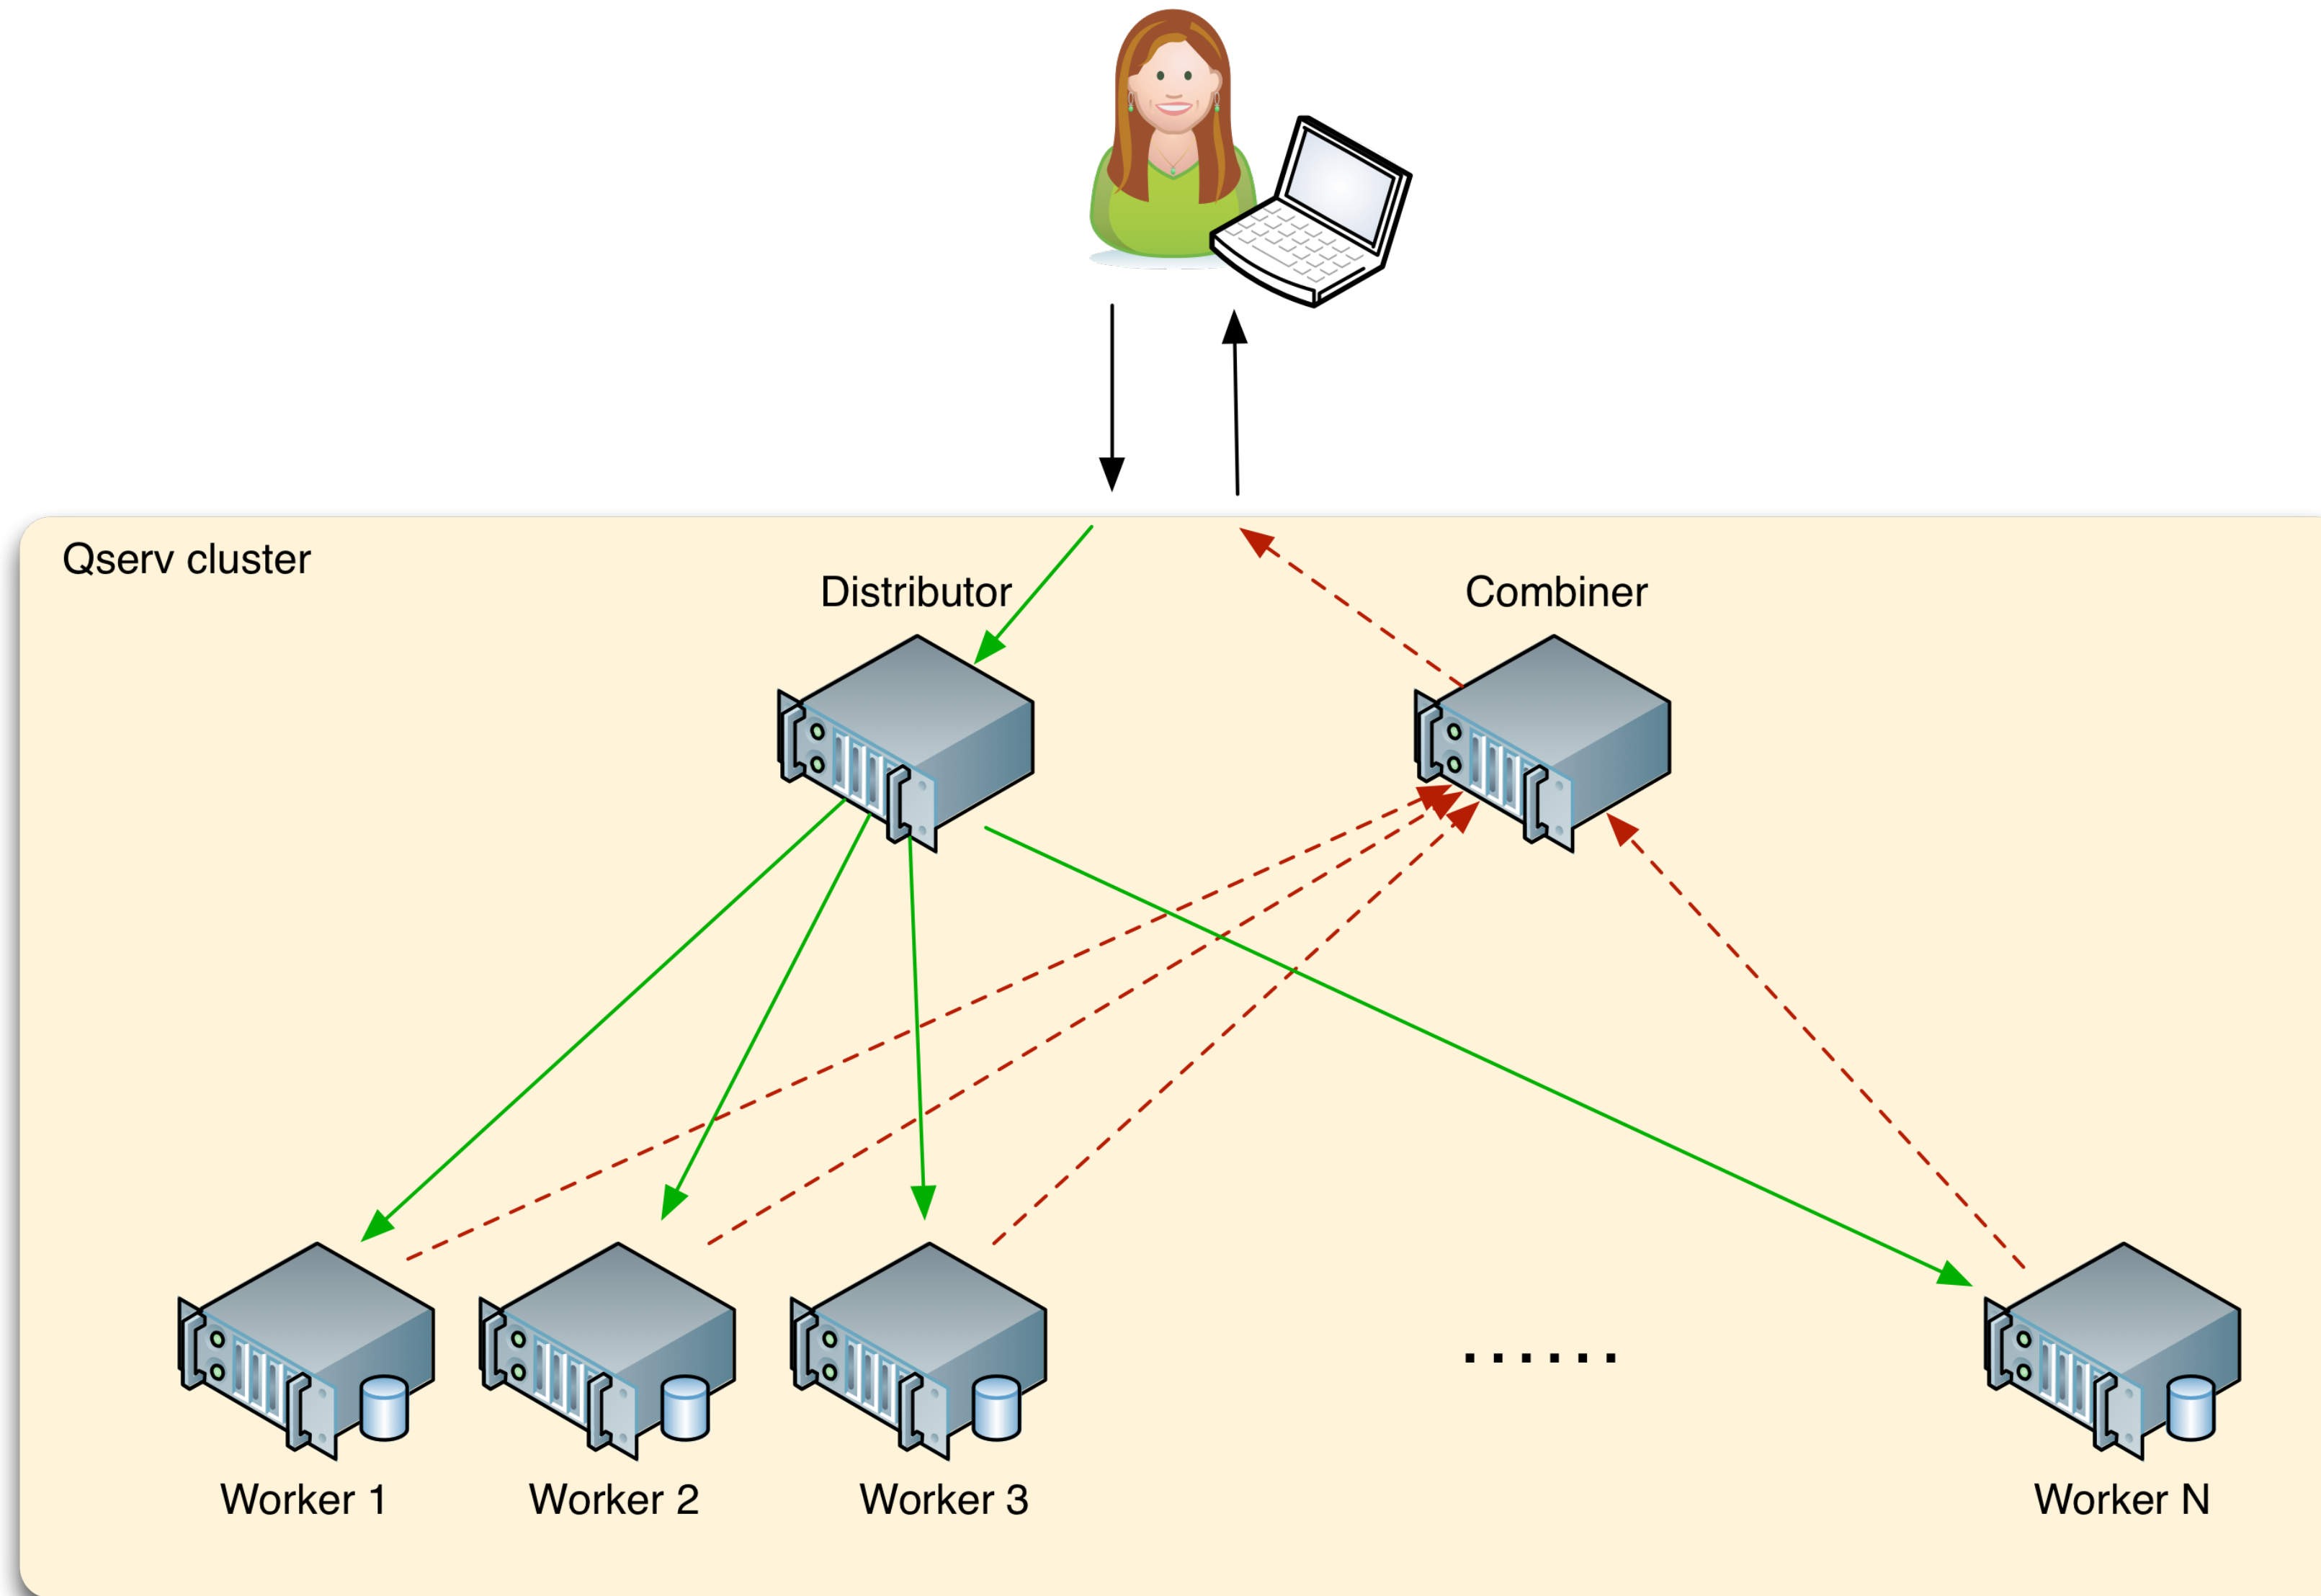 Qserv cluster
Distributor
Combiner
......
Worker 1
Worker 2
Worker 3
Worker N